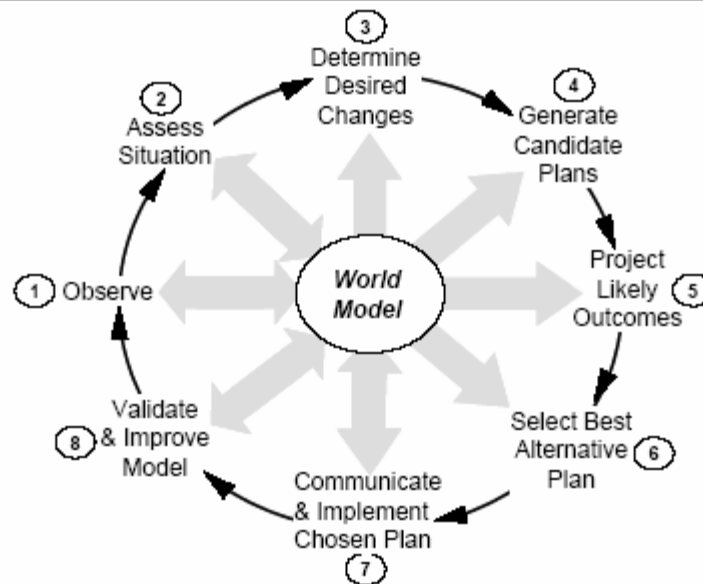 3
Determine
Desired
Changes
4
Generate
Candidate
Plans
2
Assess
Situation
1 Observe
World
Model
Project
Likely 5
Outcomes
Select Best
Alternative 6
Plan
Communicate
& Implement
Chosen Plan
7
Validate
8 & Improve
Model